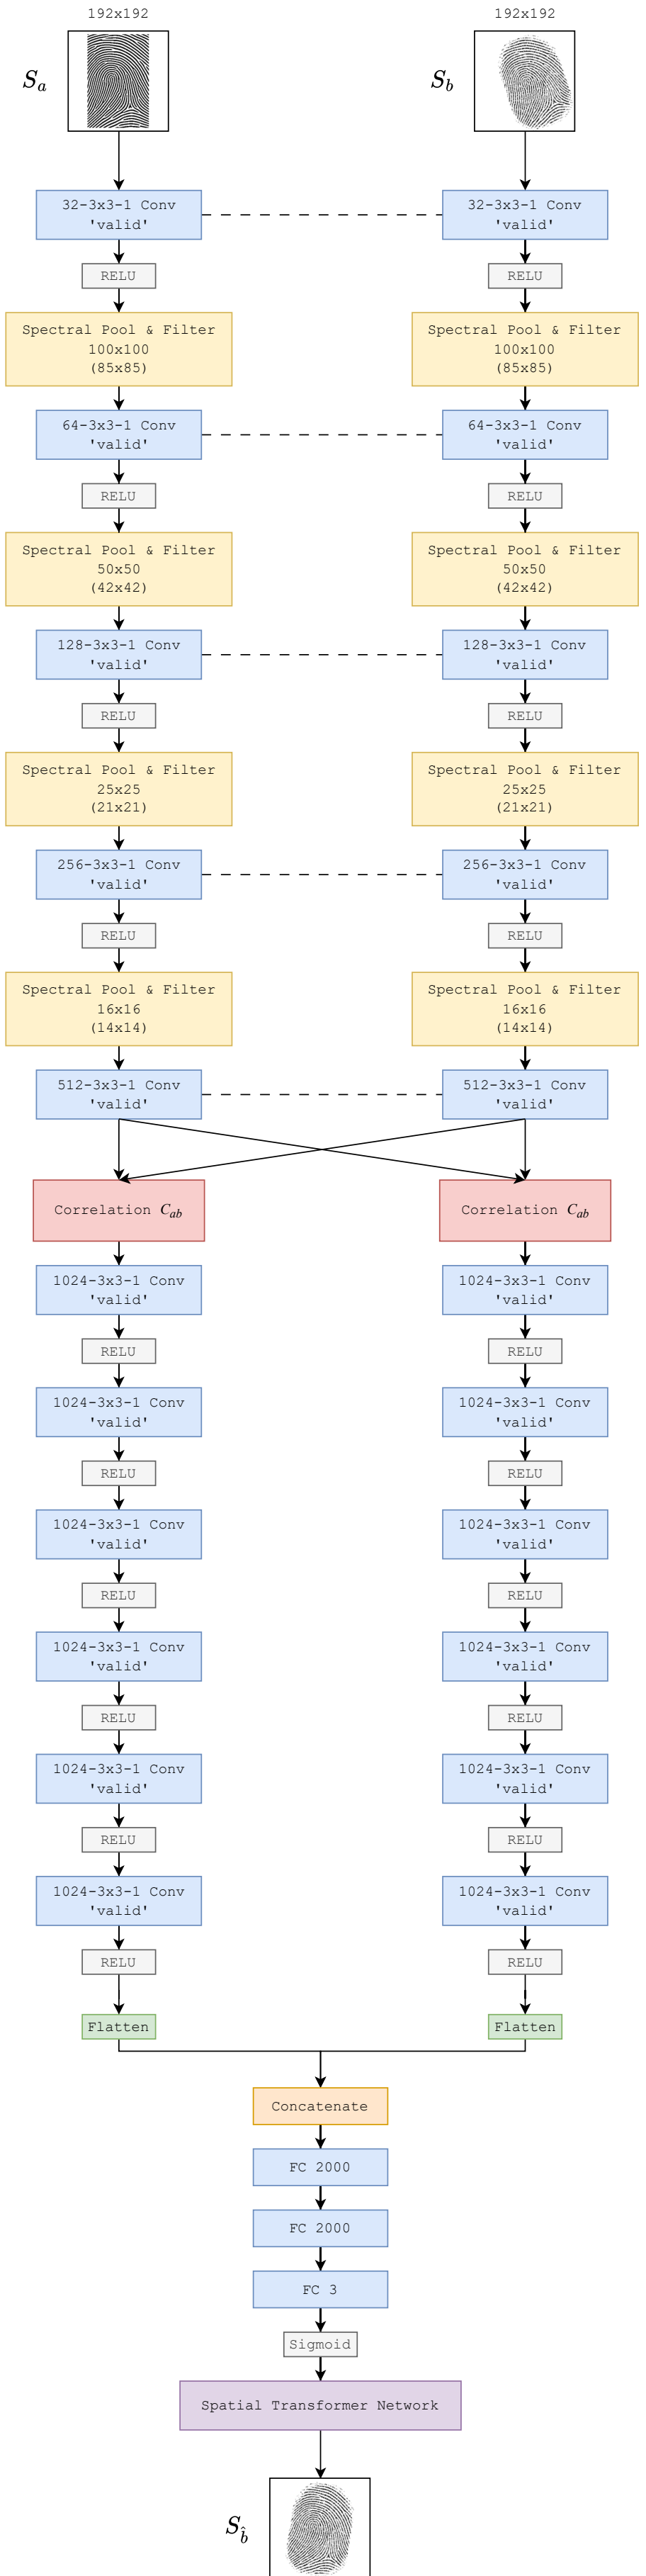 192x192
192x192
S_a
S_b
32-3x3-1 Conv
'valid'
32-3x3-1 Conv
'valid'
RELU
RELU
Spectral Pool & Filter
100x100
(85x85)
Spectral Pool & Filter
100x100
(85x85)
64-3x3-1 Conv
'valid'
64-3x3-1 Conv
'valid'
RELU
RELU
Spectral Pool & Filter
50x50
(42x42)
Spectral Pool & Filter
50x50
(42x42)
128-3x3-1 Conv
'valid'
128-3x3-1 Conv
'valid'
RELU
RELU
Spectral Pool & Filter
25x25
(21x21)
Spectral Pool & Filter
25x25
(21x21)
256-3x3-1 Conv
'valid'
256-3x3-1 Conv
'valid'
RELU
RELU
Spectral Pool & Filter
16x16
(14x14)
Spectral Pool & Filter
16x16
(14x14)
512-3x3-1 Conv
'valid'
512-3x3-1 Conv
'valid'
Correlation C_ab
Correlation C_ab
1024-3x3-1 Conv
'valid'
1024-3x3-1 Conv
'valid'
RELU
RELU
1024-3x3-1 Conv
'valid'
1024-3x3-1 Conv
'valid'
RELU
RELU
1024-3x3-1 Conv
'valid'
1024-3x3-1 Conv
'valid'
RELU
RELU
1024-3x3-1 Conv
'valid'
1024-3x3-1 Conv
'valid'
RELU
RELU
1024-3x3-1 Conv
'valid'
1024-3x3-1 Conv
'valid'
RELU
RELU
1024-3x3-1 Conv
'valid'
1024-3x3-1 Conv
'valid'
RELU
RELU
Flatten
Flatten
Concatenate
FC 2000
FC 2000
FC 3
Sigmoid
Spatial Transformer Network
S_b̂